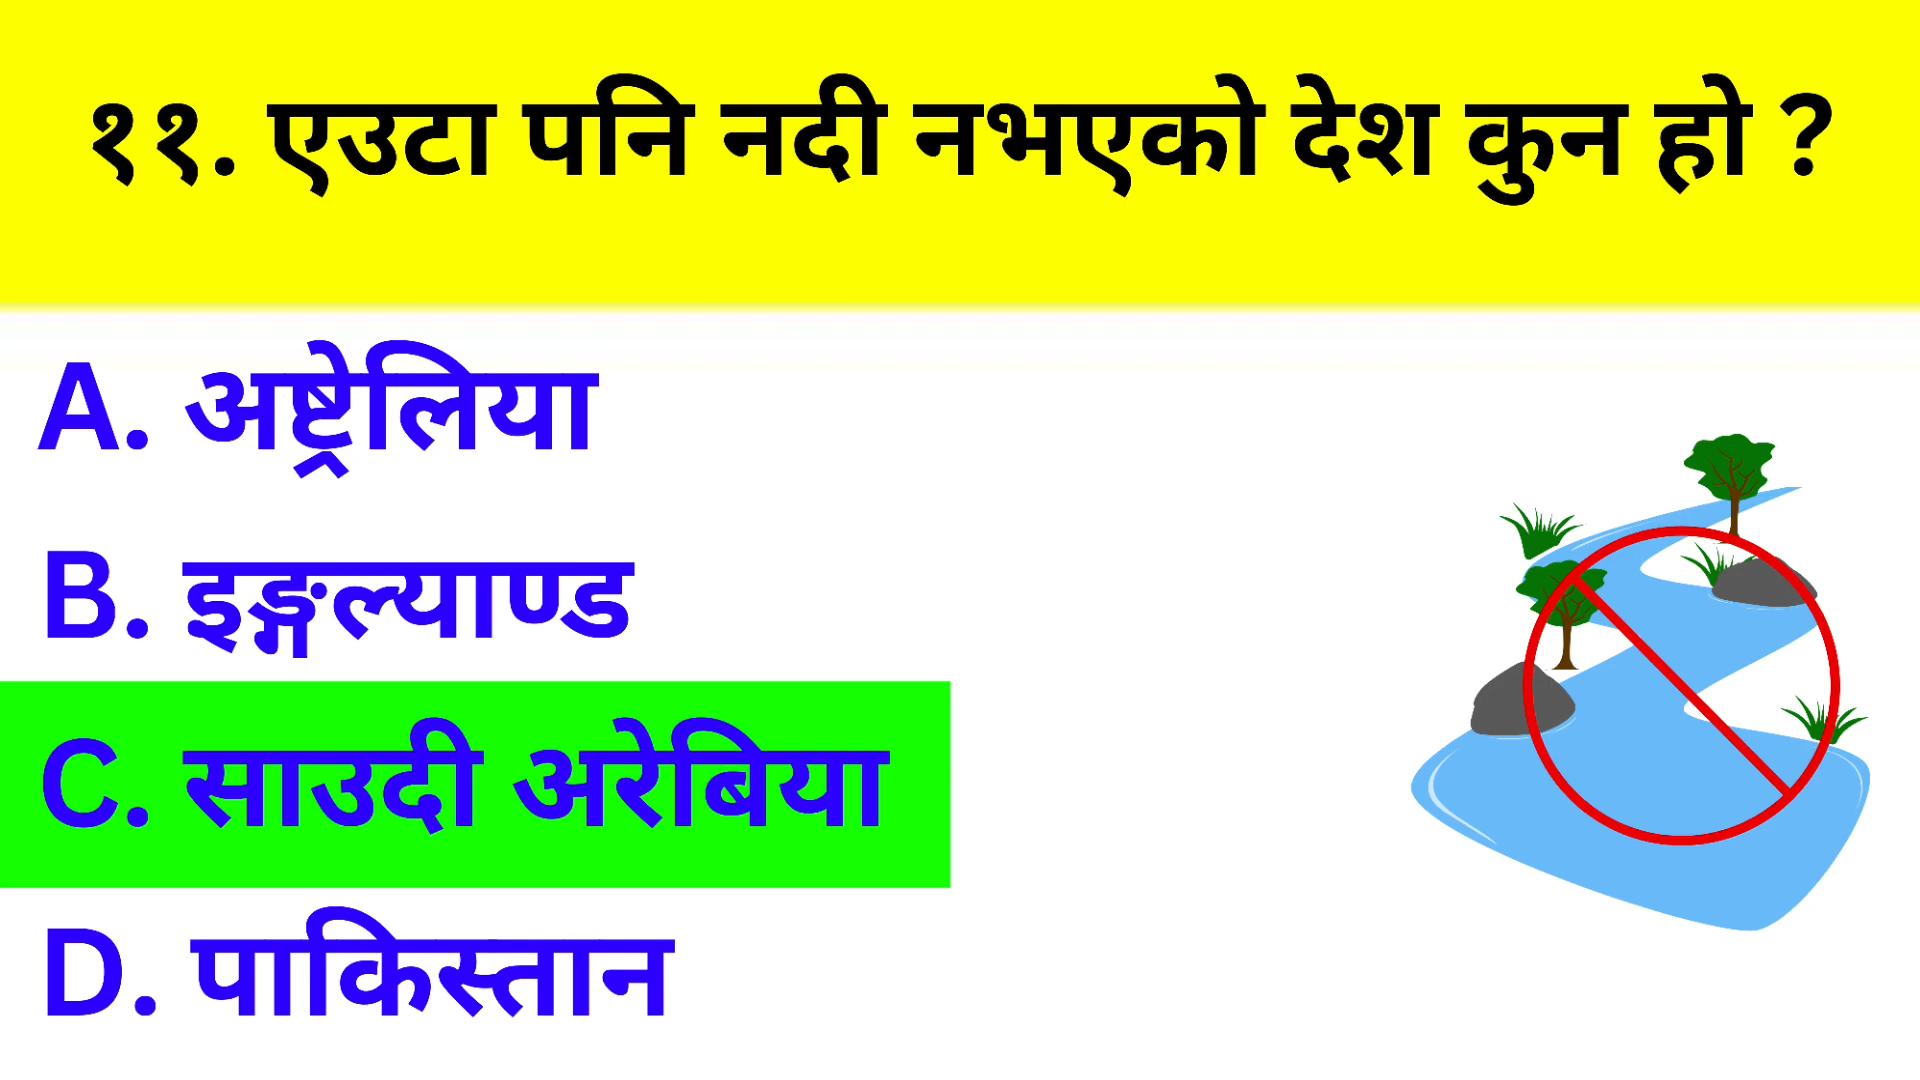 ११. एउटा पनि नदी नभएको देश कुन हो ?
A. अष्ट्रेलिया
B. इङ्गल्याण्ड
C. साउदी अरेबिया
D. पाकिस्तान